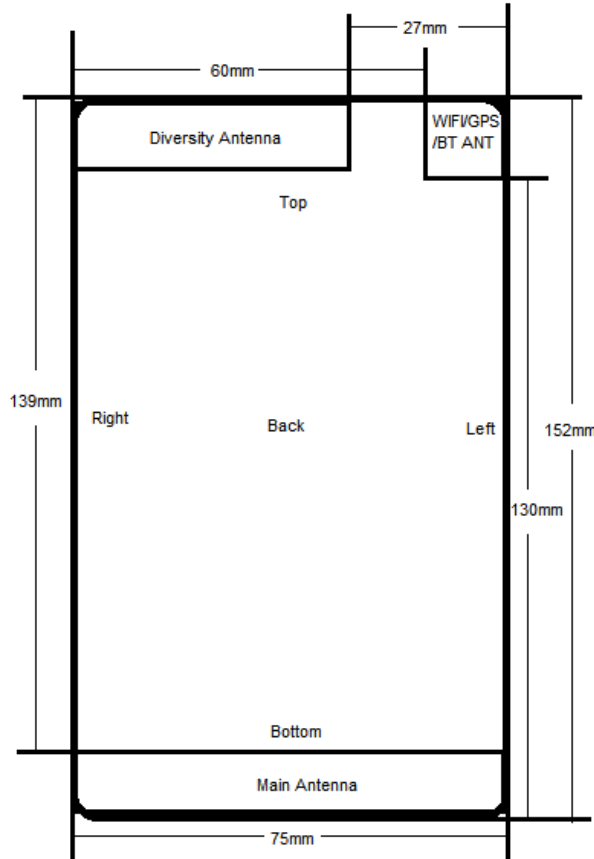 27mm
60mm
Diversity Antenna
WIFI/GPS
/BT ANT
Top
139mm
Right
Back
Left
152mm
130mm
Bottom
Main Antenna
75mm